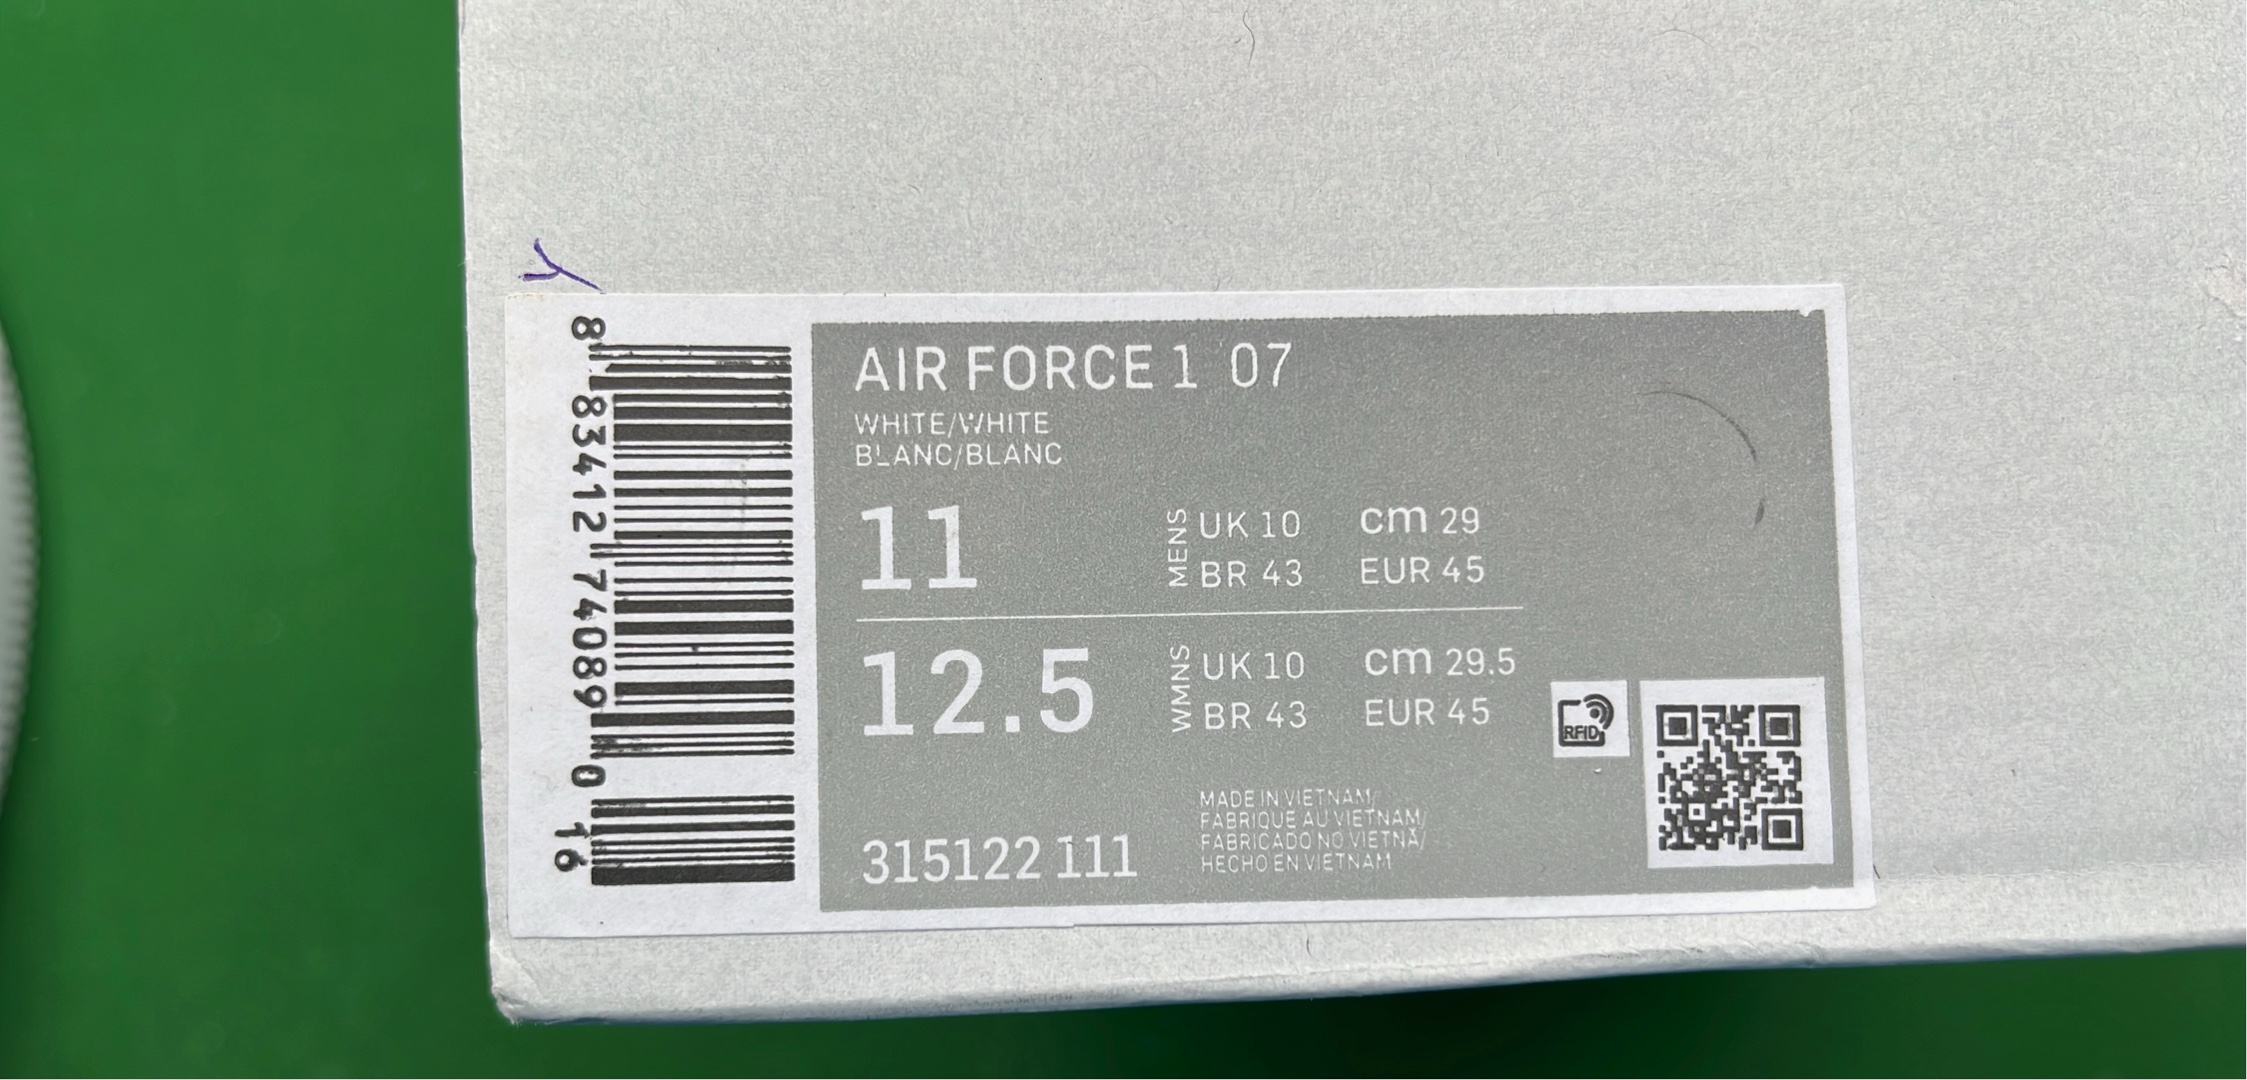 Y
8 83412 74089 0 16
AIR FORCE 1 '07
WHITE/WHITE
BLANC/BLANC
11 MENS UK 10 cm 29
BR 43 EUR 45
12.5 WMNS UK 10 cm 29.5
BR 43 EUR 45
RFID
MADE IN VIETNAM/
FABRIQUE AU VIETNAM/
FABRICADO NO VIETNÃ/
HECHO EN VIETNAM
315122 111